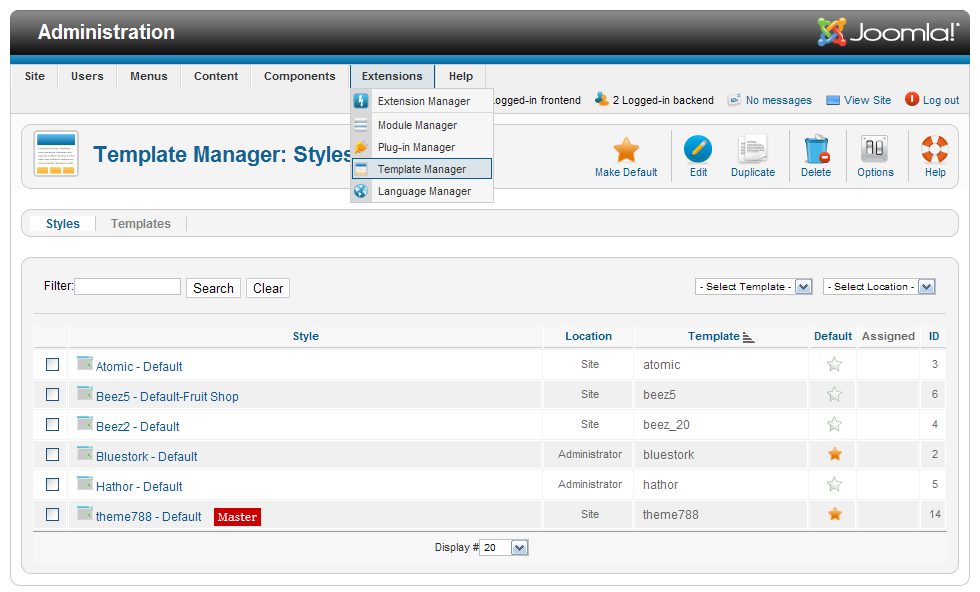 Administration
Joomla!
Site Users Menus Content Components Extensions Help
ogged-in frontend 2 Logged-in backend No messages View Site Log out
Extension Manager
Module Manager
Plug-in Manager
Template Manager
Language Manager
Template Manager: Styles
Make Default Edit Duplicate Delete Options Help
Styles Templates
Filter: Search Clear - Select Template - - Select Location -
Style Location Template Default Assigned ID
Atomic - Default Site atomic 3
Beez5 - Default-Fruit Shop Site beez5 6
Beez2 - Default Site beez_20 4
Bluestork - Default Administrator bluestork 2
Hathor - Default Administrator hathor 5
theme788 - Default Master Site theme788 14
Display # 20